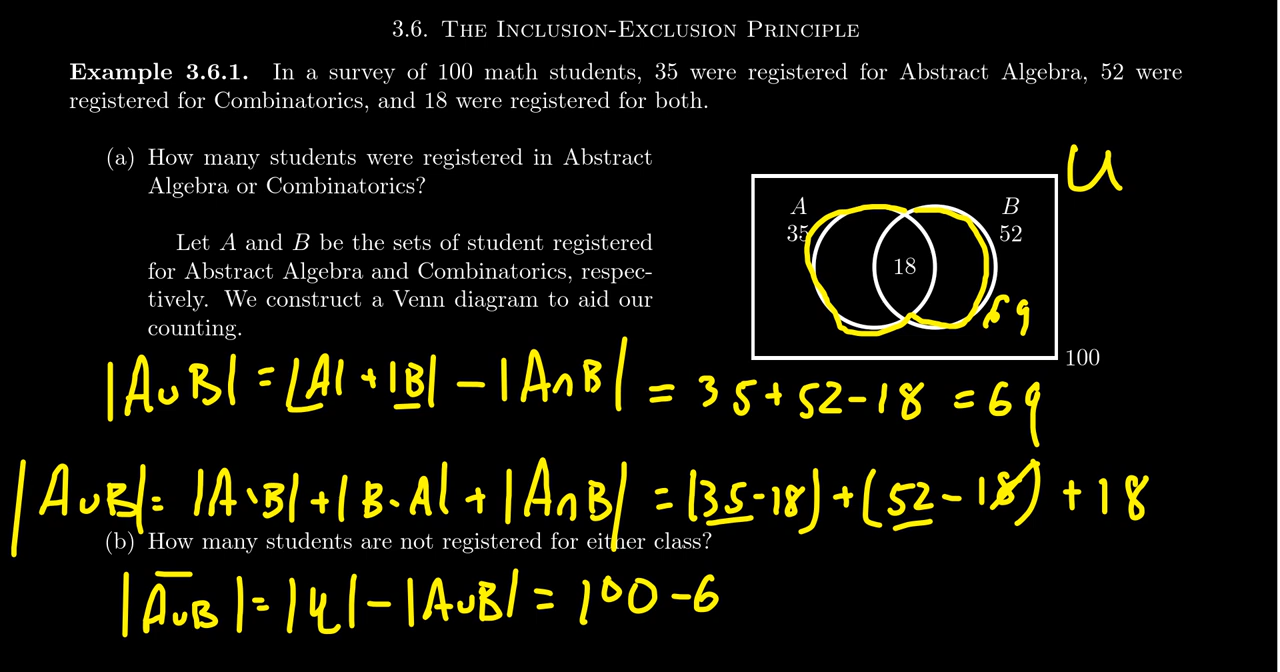 3.6. The Inclusion-Exclusion Principle
Example 3.6.1. In a survey of 100 math students, 35 were registered for Abstract Algebra, 52 were
registered for Combinatorics, and 18 were registered for both.
(a) How many students were registered in Abstract
Algebra or Combinatorics?
Let A and B be the sets of student registered
for Abstract Algebra and Combinatorics, respec-
tively. We construct a Venn diagram to aid our
counting.
U
A
35
B
52
18
69
100
|A∪B| = |A| + |B| − |A∩B| = 35 + 52 − 18 = 69
|A∪B| = |A∖B| + |B∖A| + |A∩B| = (35 − 18) + (52 − 18) + 18
(b) How many students are not registered for either class?
|A̅∪̅B̅| = |U| − |A∪B| = 100 − 6